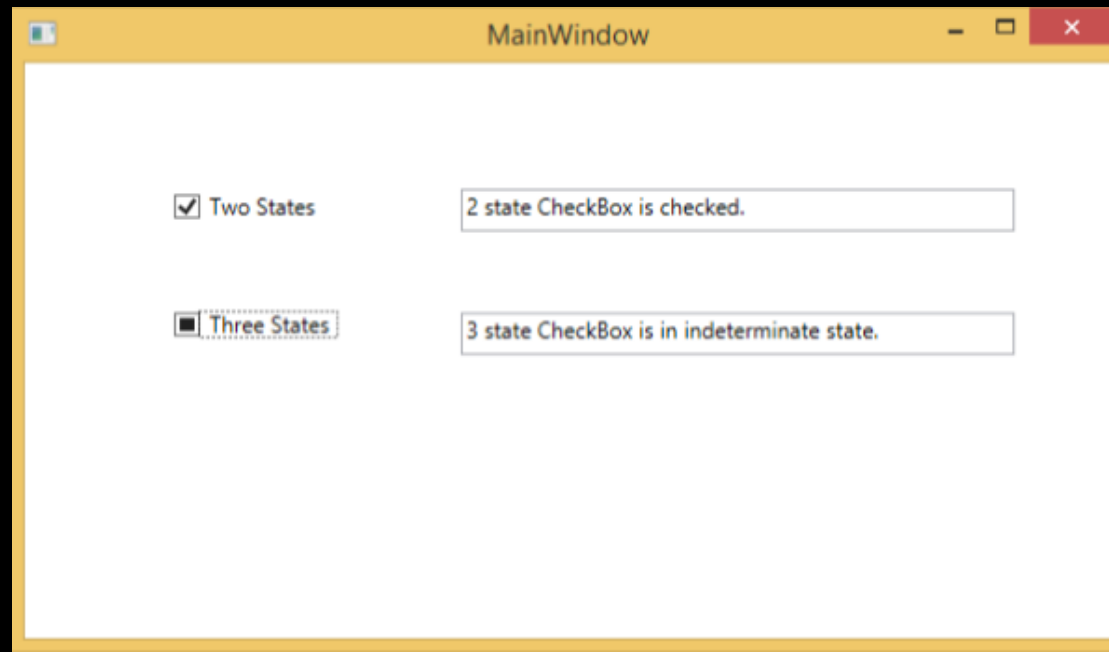 MainWindow
Two States
2 state CheckBox is checked.
Three States
3 state CheckBox is in indeterminate state.